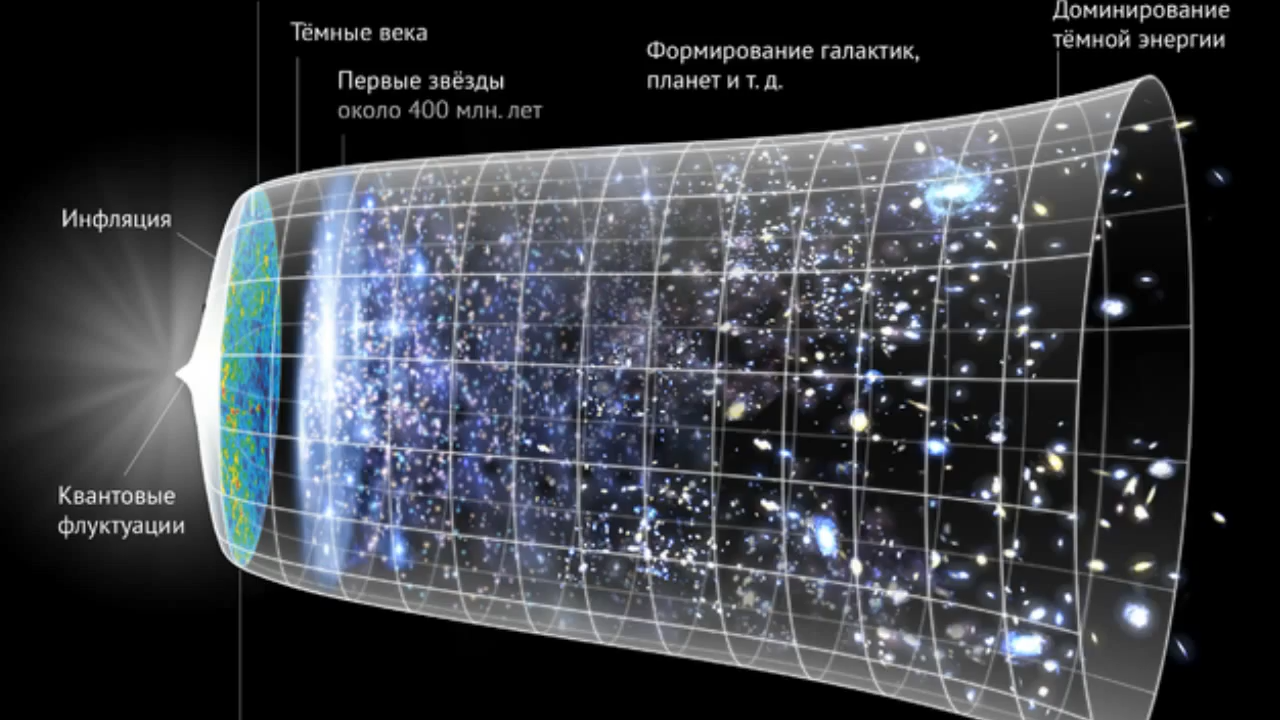 Доминирование
тёмной энергии
Тёмные века
Формирование галактик,
планет и т. д.
Первые звёзды
около 400 млн. лет
Инфляция
Квантовые
флуктуации